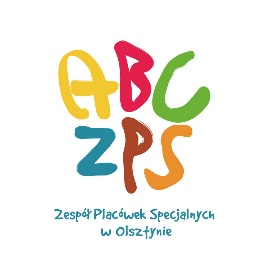 ABC
ZPS
Zespół Placówek Specjalnych
w Olsztynie